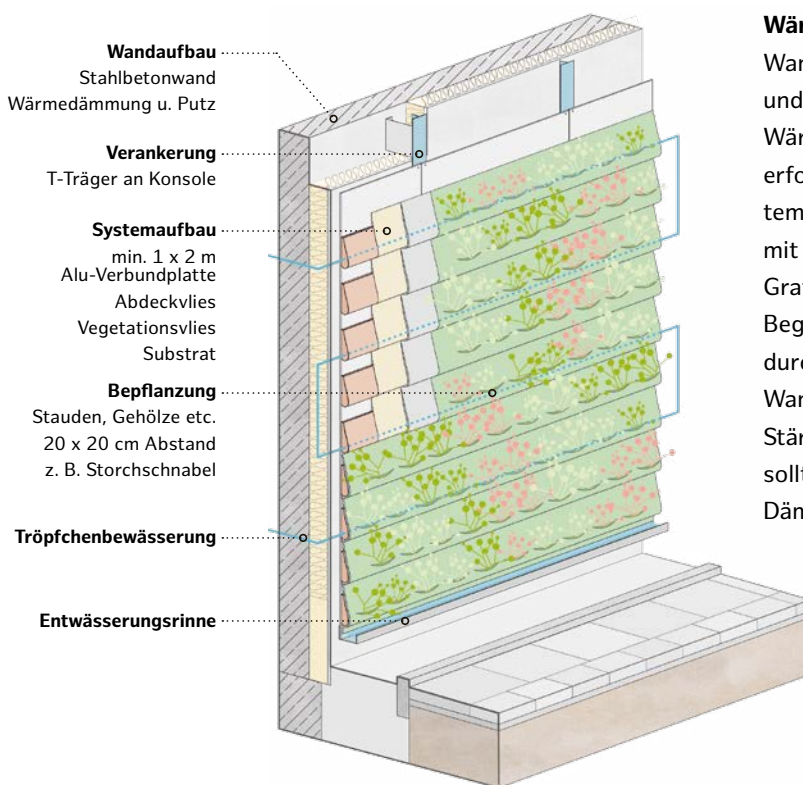 Wandaufbau
Stahlbetonwand
Wärmedämmung u. Putz
Verankerung
T-Träger an Konsole
Systemaufbau
min. 1 x 2 m
Alu-Verbundplatte
Abdeckvlies
Vegetationsvlies
Substrat
Bepflanzung
Stauden, Gehölze etc.
20 x 20 cm Abstand
z. B. Storchschnabel
Tröpfchenbewässerung
Entwässerungsrinne
Wär
War
und
Wär
erfo
tem
mit
Gra
Beg
durc
War
Stär
sollt
Däm